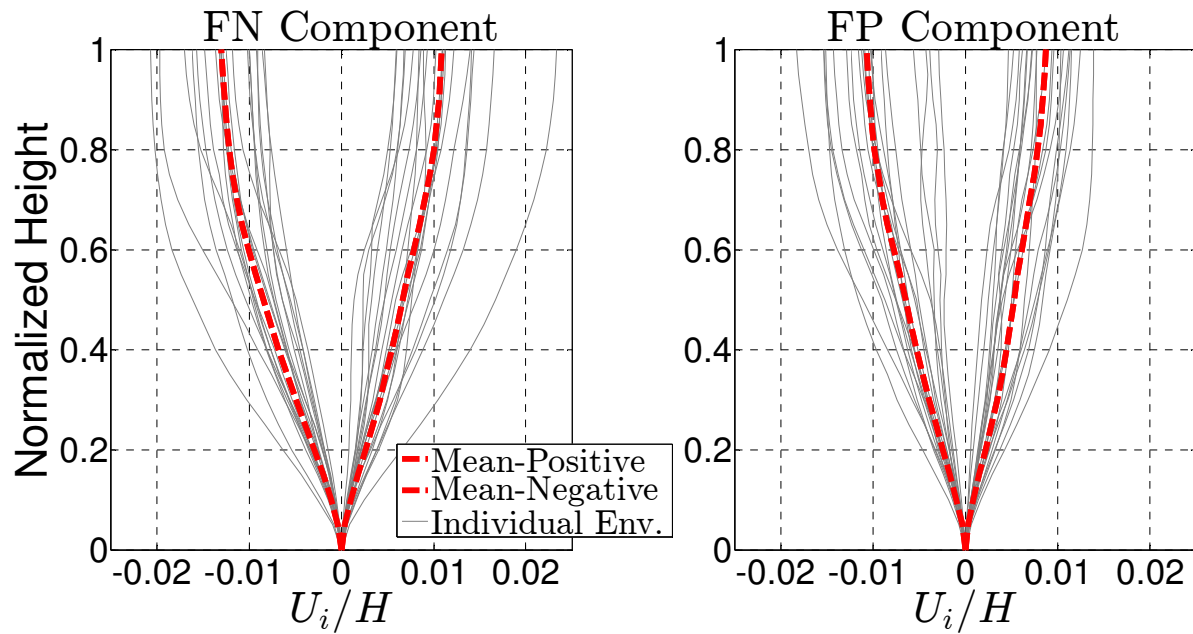 FN Component
FP Component
Normalized Height
1
0.8
0.6
0.4
0.2
0
-0.02 -0.01 0 0.01 0.02
U_i/H
Mean-Positive
Mean-Negative
Individual Env.
1
0.8
0.6
0.4
0.2
0
-0.02 -0.01 0 0.01 0.02
U_i/H